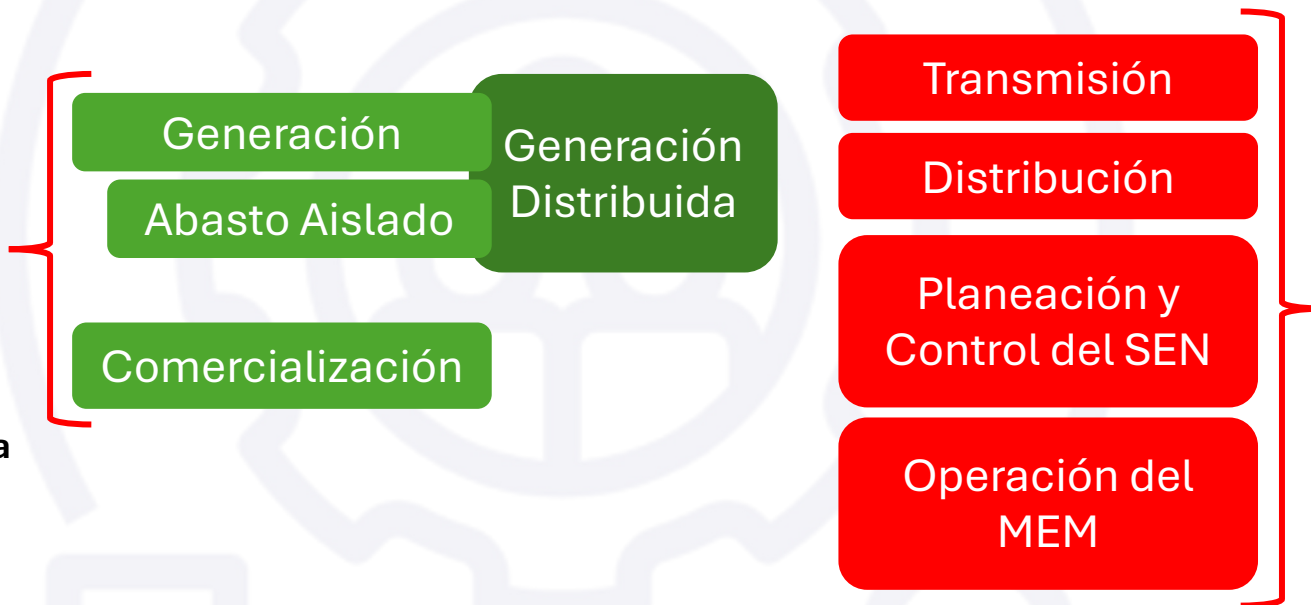 Generación
Abasto Aislado
Comercialización
a
Generación
Distribuida
Transmisión
Distribución
Planeación y
Control del SEN
Operación del
MEM